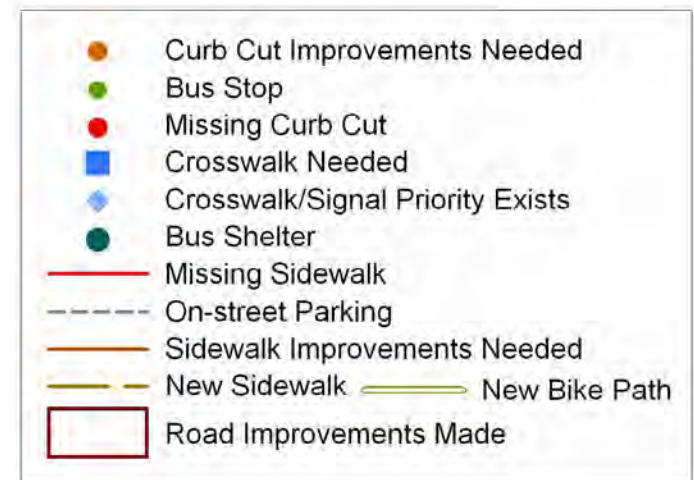 Curb Cut Improvements Needed
Bus Stop
Missing Curb Cut
Crosswalk Needed
Crosswalk/Signal Priority Exists
Bus Shelter
Missing Sidewalk
On-street Parking
Sidewalk Improvements Needed
New Sidewalk New Bike Path
Road Improvements Made